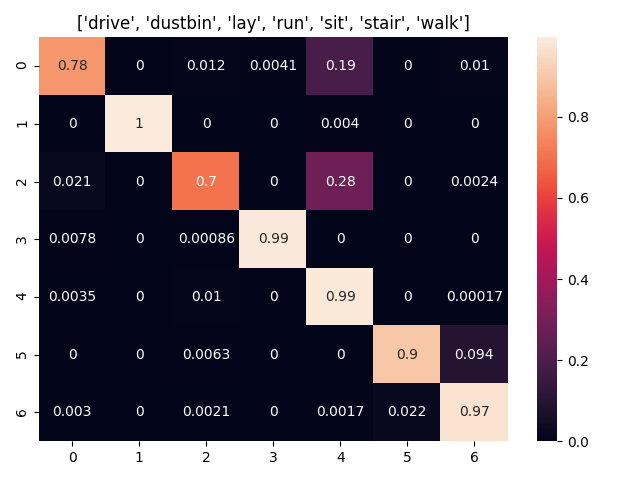 ['drive', 'dustbin', 'lay', 'run', 'sit', 'stair', 'walk']
0 0.78 0 0.012 0.0041 0.19 0 0.01
1 0 1 0 0 0.004 0 0
2 0.021 0 0.7 0 0.28 0 0.0024
3 0.0078 0 0.00086 0.99 0 0 0
4 0.0035 0 0.01 0 0.99 0 0.00017
5 0 0 0.0063 0 0 0.9 0.094
6 0.003 0 0.0021 0 0.0017 0.022 0.97
0 1 2 3 4 5 6
0.8
0.6
0.4
0.2
0.0